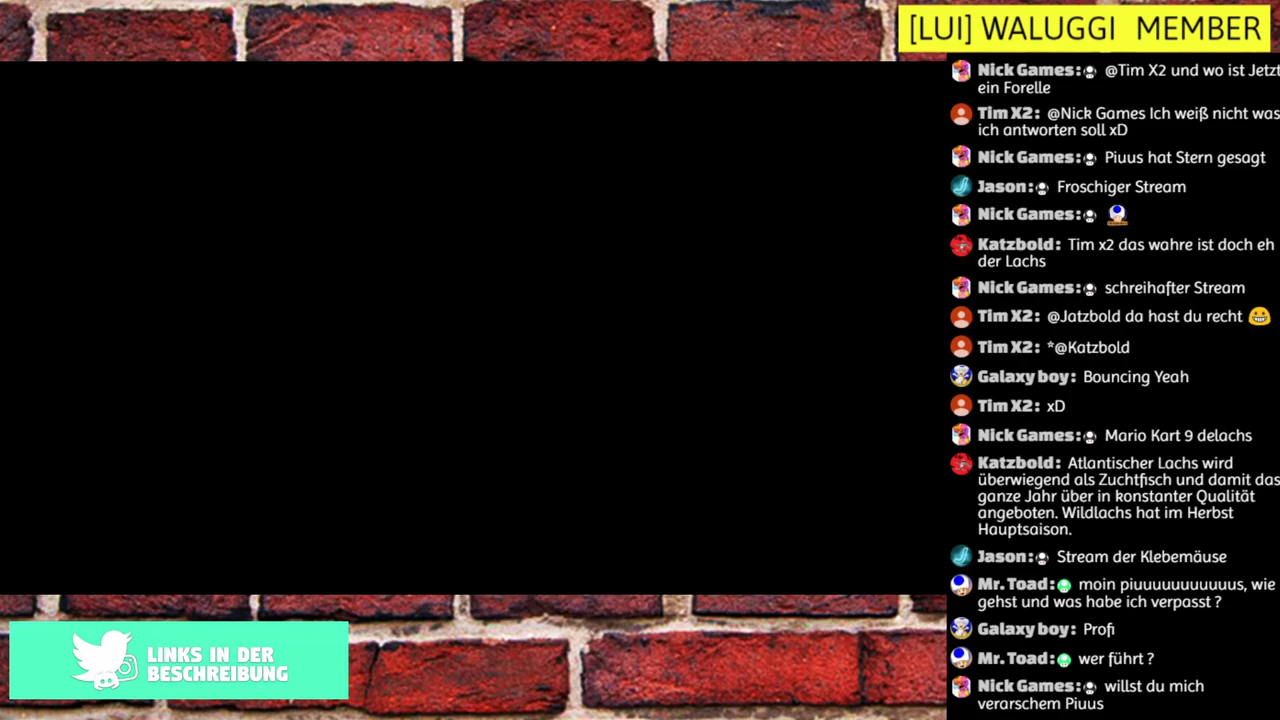 [LUI] WALUGGI MEMBER
Nick Games: @Tim X2 und wo ist Jetzt
ein Forelle
Tim X2: @Nick Games Ich weiß nicht was
ich antworten soll xD
Nick Games: Piuus hat Stern gesagt
Jason: Froschiger Stream
Nick Games:
Katzbold: Tim x2 das wahre ist doch eh
der Lachs
Nick Games: schreihafter Stream
Tim X2: @Jatzbold da hast du recht 😀
Tim X2: *@Katzbold
Galaxy boy: Bouncing Yeah
Tim X2: xD
Nick Games: Mario Kart 9 delachs
Katzbold: Atlantischer Lachs wird
überwiegend als Zuchtfisch und damit das
ganze Jahr über in konstanter Qualität
angeboten. Wildlachs hat im Herbst
Hauptsaison.
Jason: Stream der Klebemäuse
Mr. Toad: moin piuuuuuuuuuus, wie
gehst und was habe ich verpasst ?
Galaxy boy: Profi
Mr. Toad: wer führt ?
Nick Games: willst du mich
verarschem Piuus
LINKS IN DER
BESCHREIBUNG